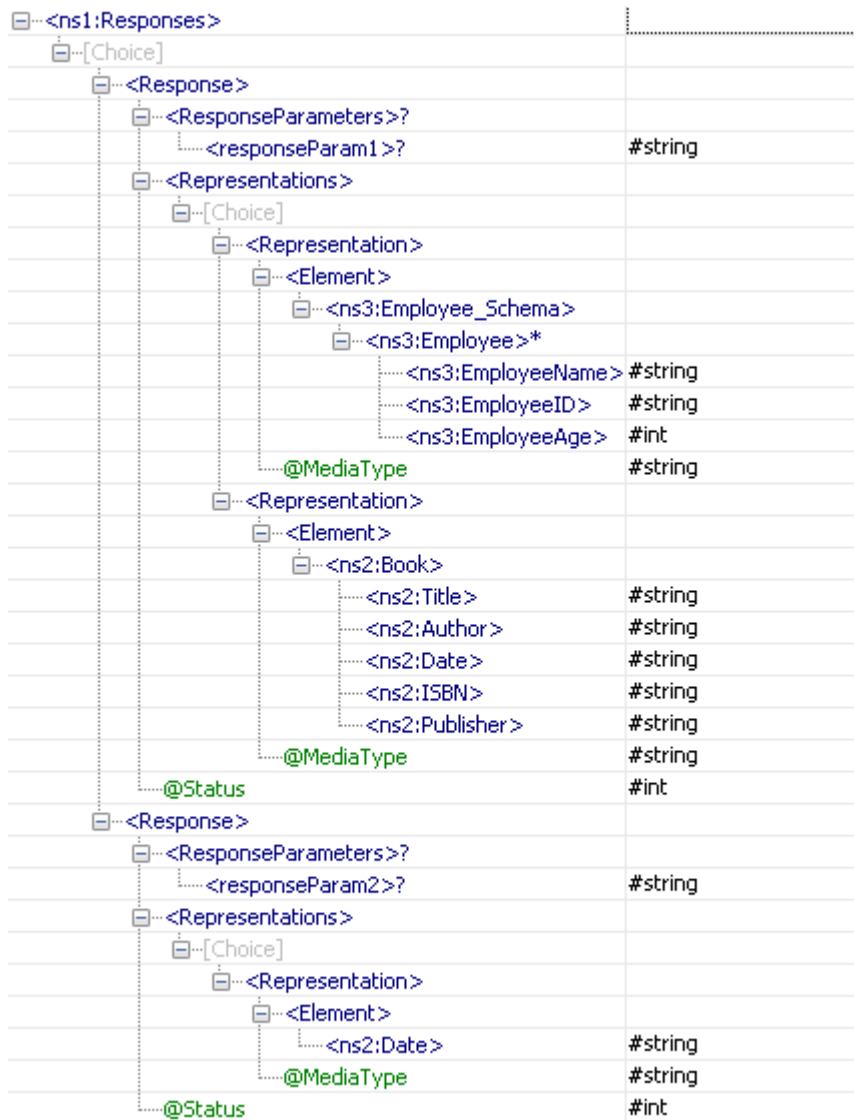 <ns1:Responses>
[Choice]
<Response>
<ResponseParameters>?
<responseParam1>? #string
<Representations>
[Choice]
<Representation>
<Element>
<ns3:Employee_Schema>
<ns3:Employee>*
<ns3:EmployeeName> #string
<ns3:EmployeeID> #string
<ns3:EmployeeAge> #int
@MediaType #string
<Representation>
<Element>
<ns2:Book>
<ns2:Title> #string
<ns2:Author> #string
<ns2:Date> #string
<ns2:ISBN> #string
<ns2:Publisher> #string
@MediaType #string
@Status #int
<Response>
<ResponseParameters>?
<responseParam2>? #string
<Representations>
[Choice]
<Representation>
<Element>
<ns2:Date> #string
@MediaType #string
@Status #int